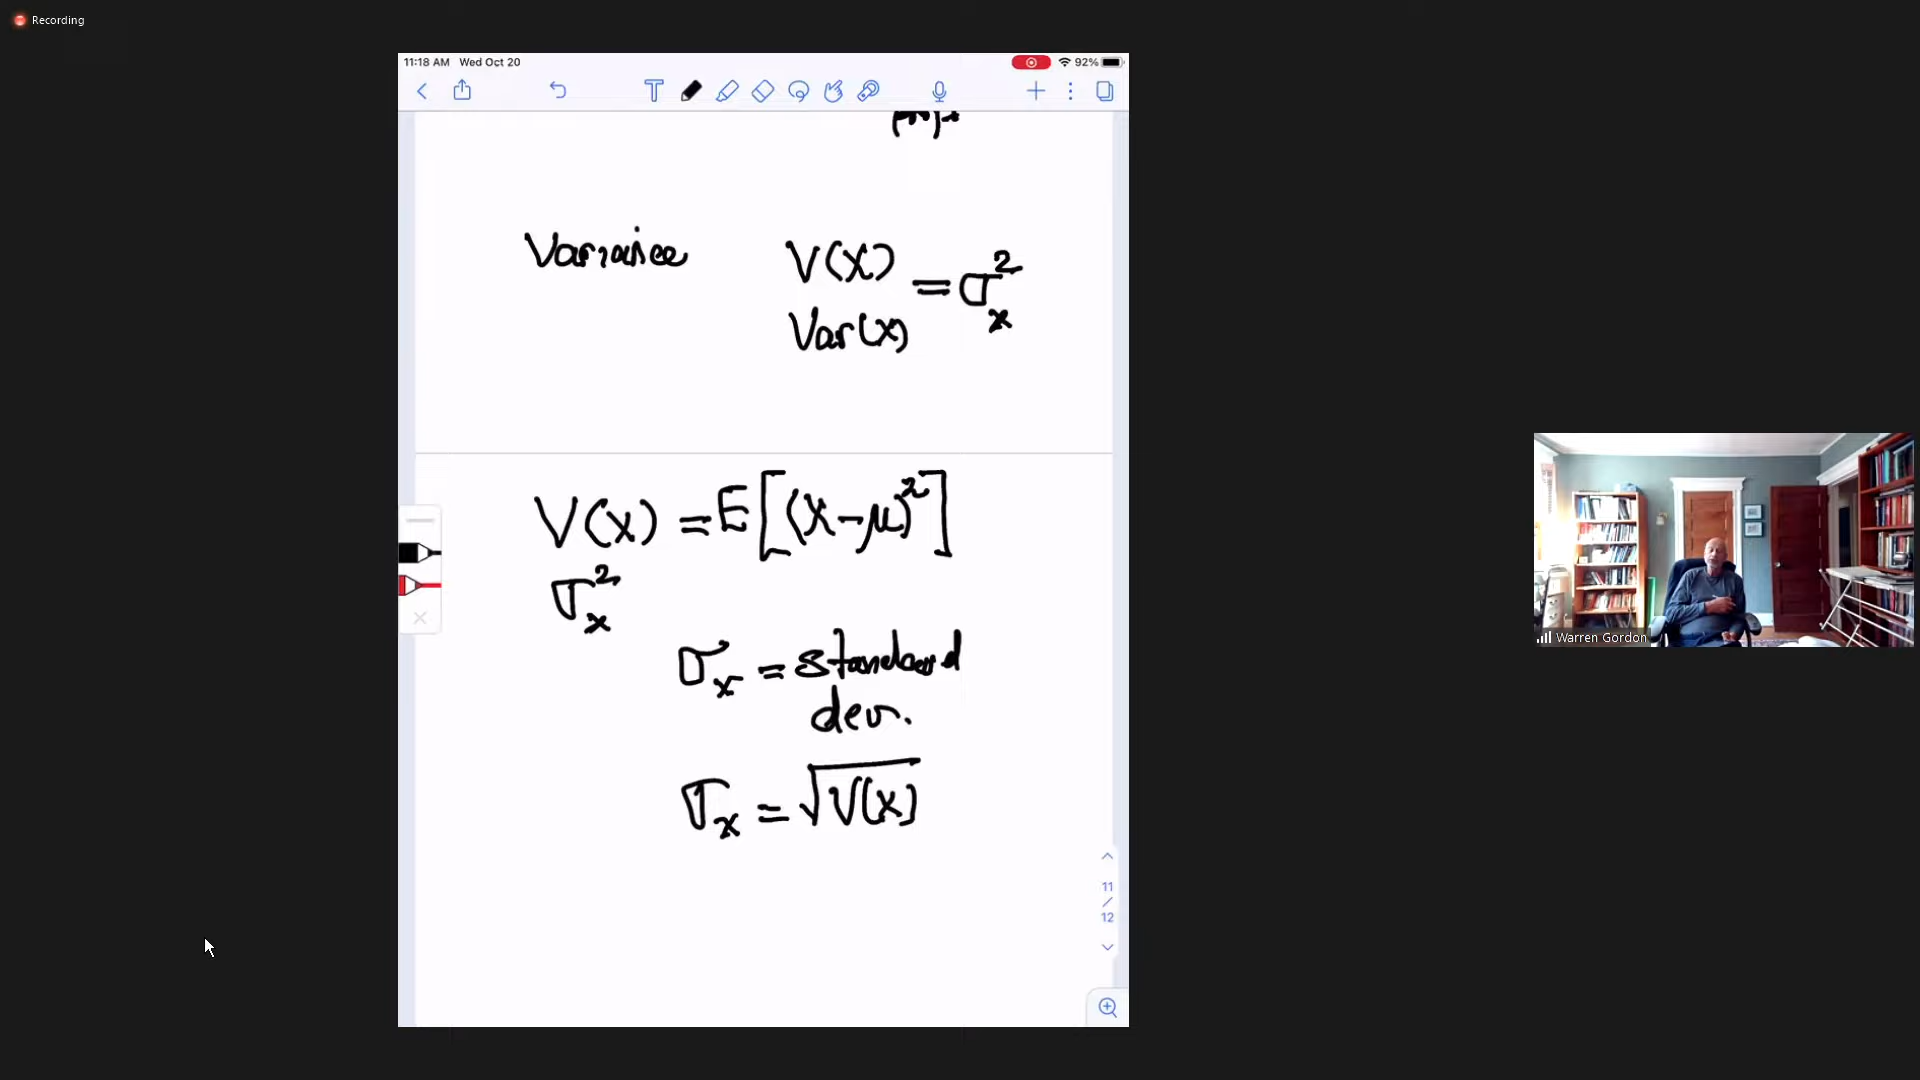 Recording
11:18 AM Wed Oct 20
92%
T
Variance
V(X)
Var(X)
= σ²ₓ
V(X) = E[(X-μ)²]
σ²ₓ
σₓ = standard
dev.
σₓ = √V(X)
11
/
12
Warren Gordon